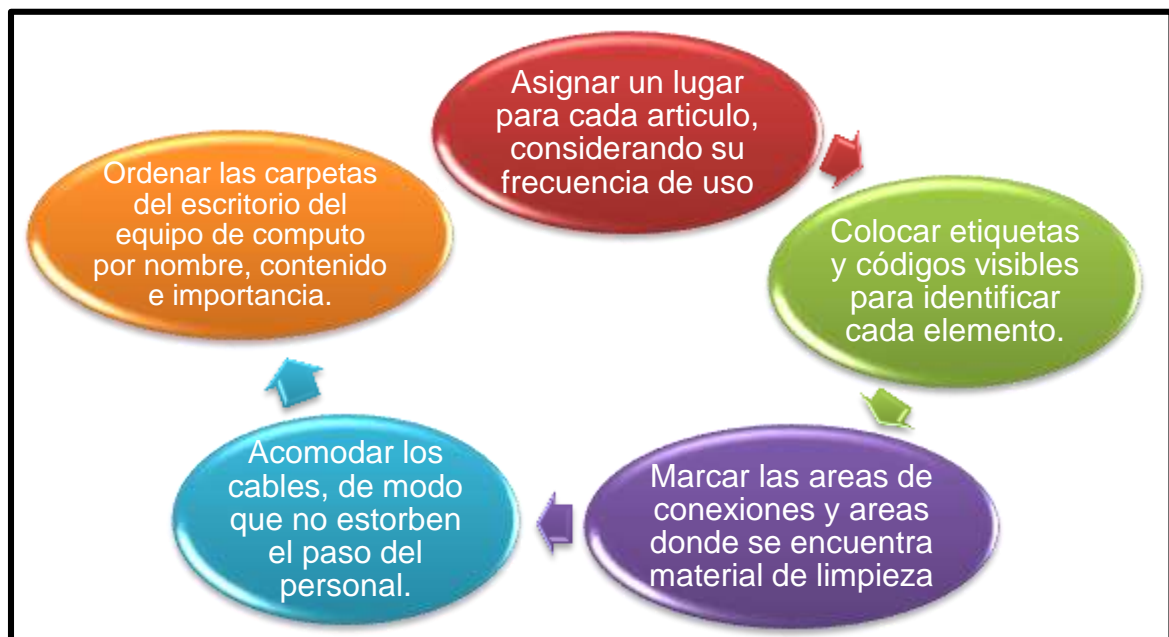 Asignar un lugar
para cada articulo,
considerando su
frecuencia de uso
Colocar etiquetas
y códigos visibles
para identificar
cada elemento.
Marcar las areas de
conexiones y areas
donde se encuentra
material de limpieza
Acomodar los
cables, de modo
que no estorben
el paso del
personal.
Ordenar las carpetas
del escritorio del
equipo de computo
por nombre, contenido
e importancia.